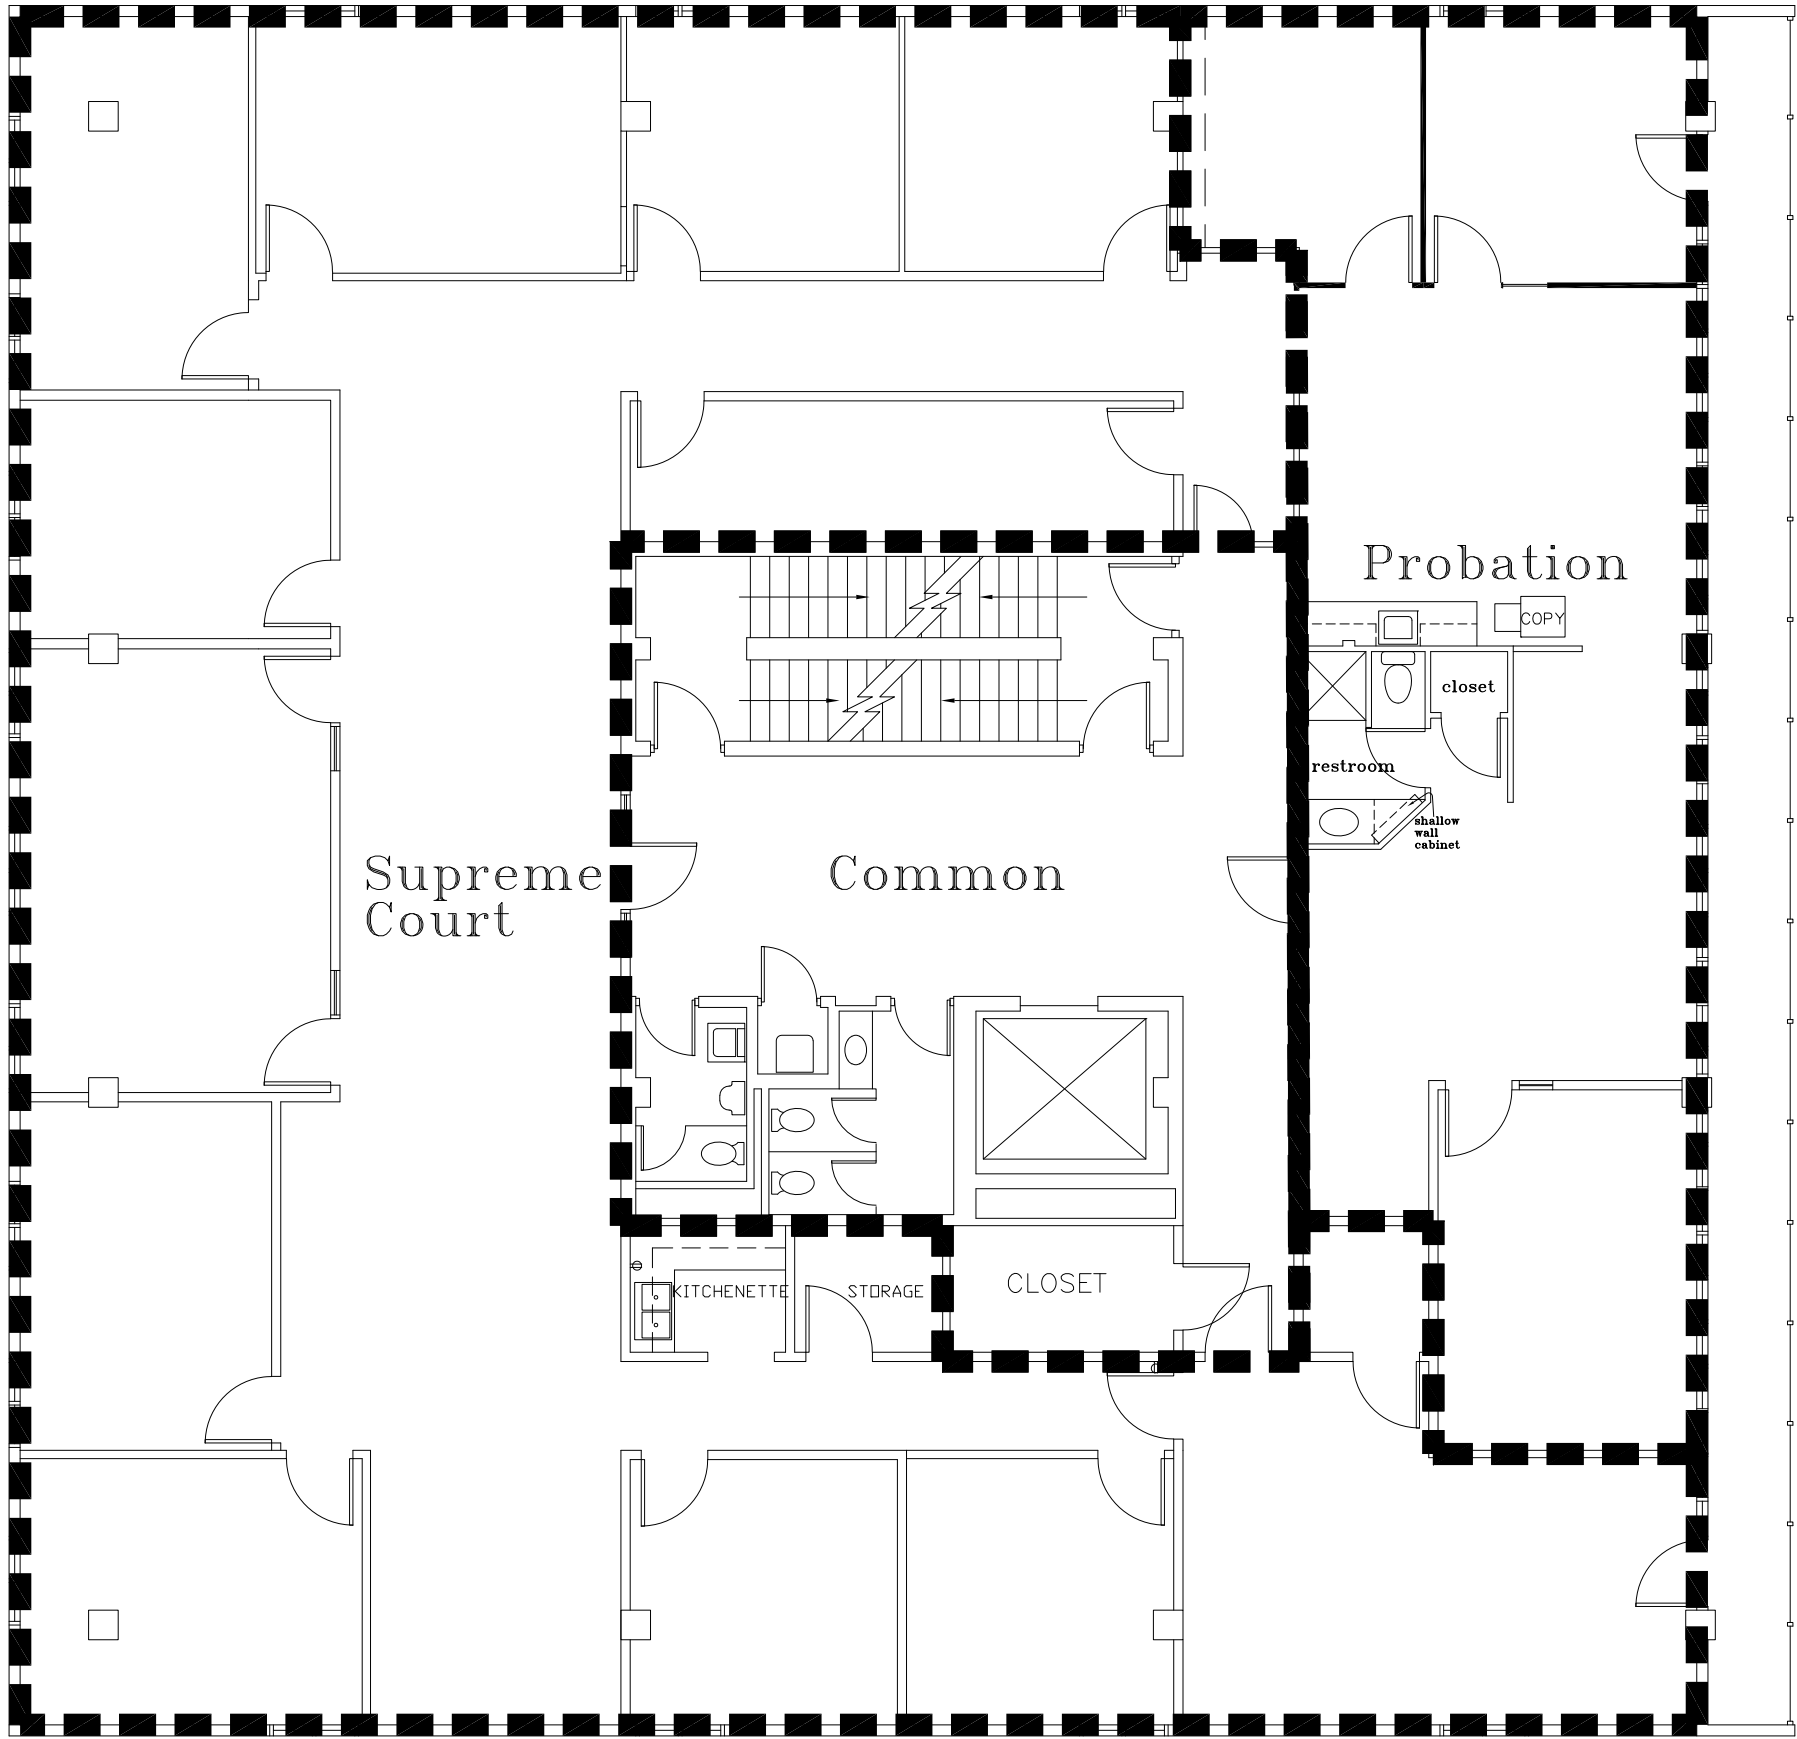 Probation
COPY
closet
restroom
shallow
wall
cabinet
Supreme
Court
Common
KITCHENETTE
STORAGE
CLOSET